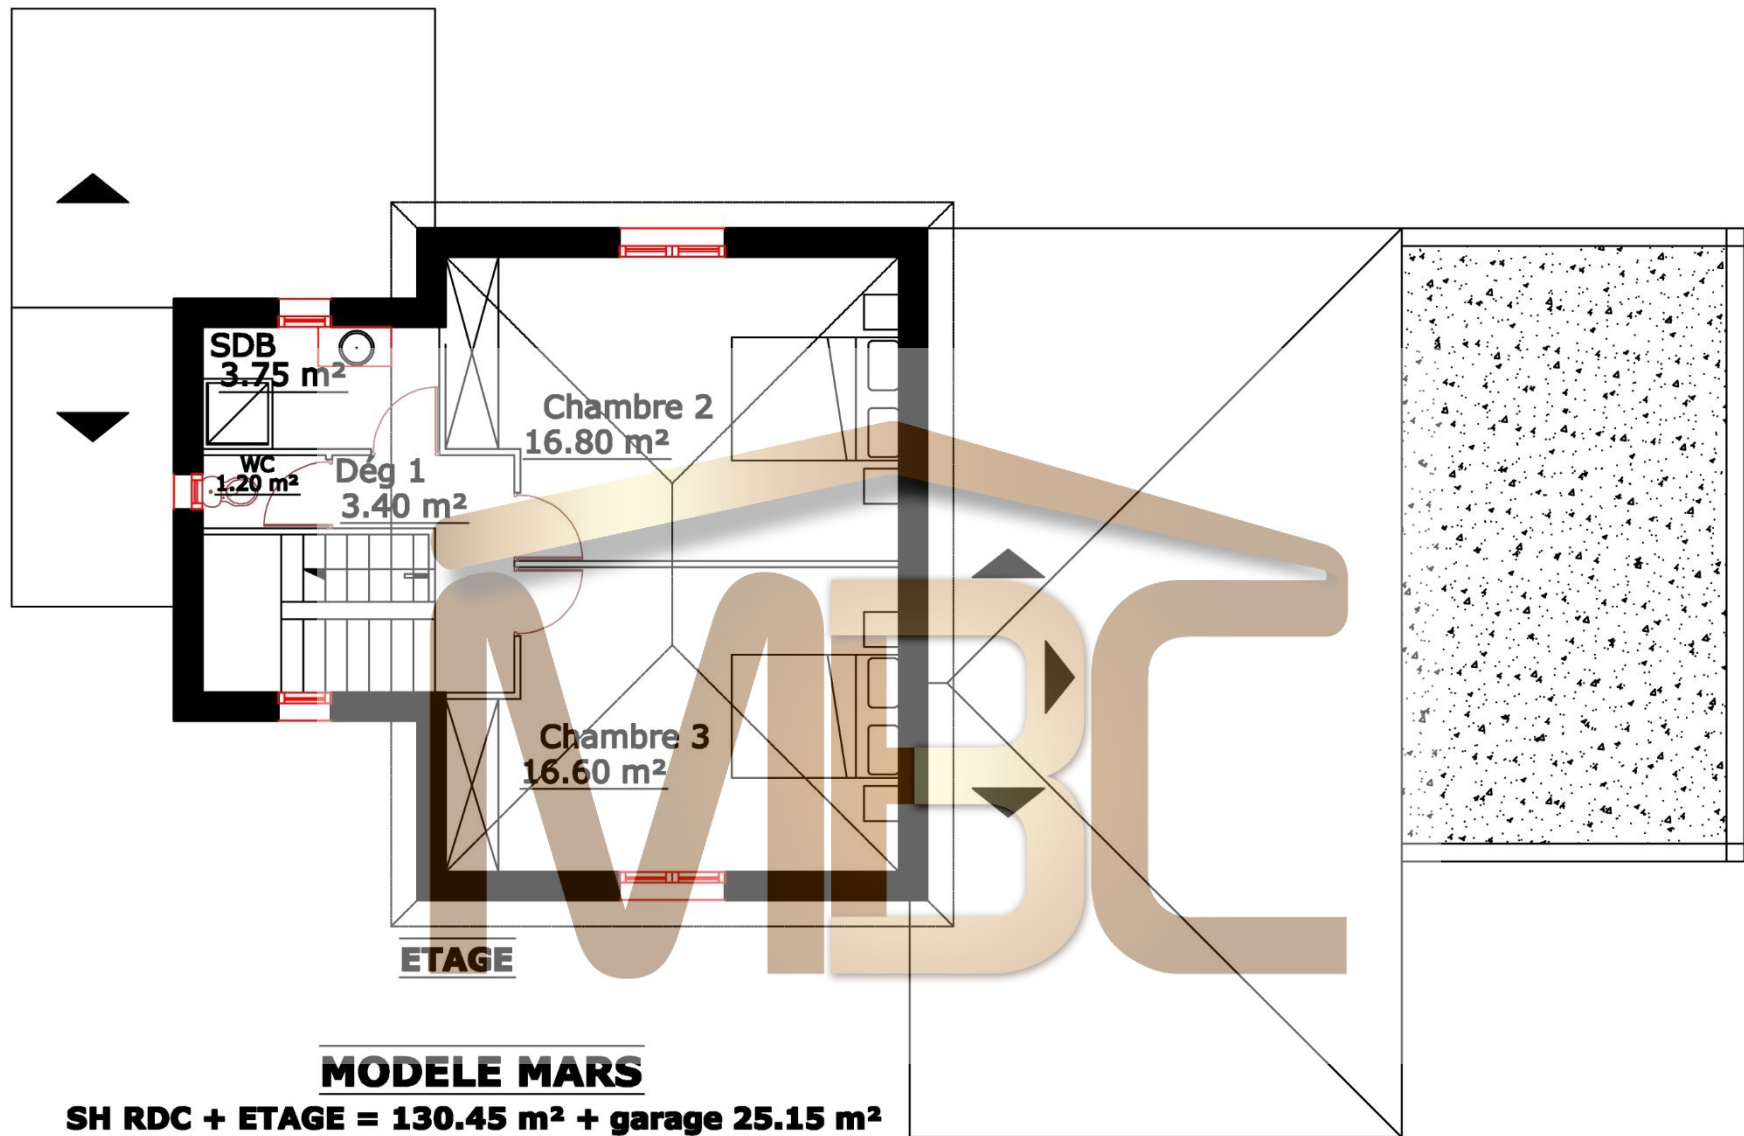 SDB
3.75 m²
Chambre 2
16.80 m²
WC
1.20 m²
Deg 1
3.40 m²
MBC
Chambre 3
16.60 m²
ETAGE
MODELE MARS
SH RDC + ETAGE = 130.45 m² + garage 25.15 m²